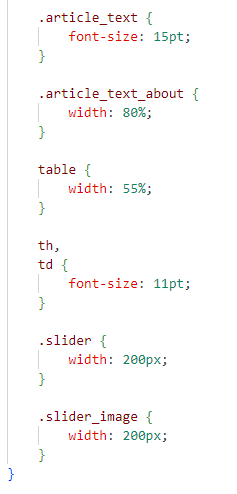 .article_text {
font-size: 15pt;
}
.article_text_about {
width: 80%;
}
table {
width: 55%;
}
th,
td {
font-size: 11pt;
}
.slider {
width: 200px;
}
.slider_image {
width: 200px;
}
}